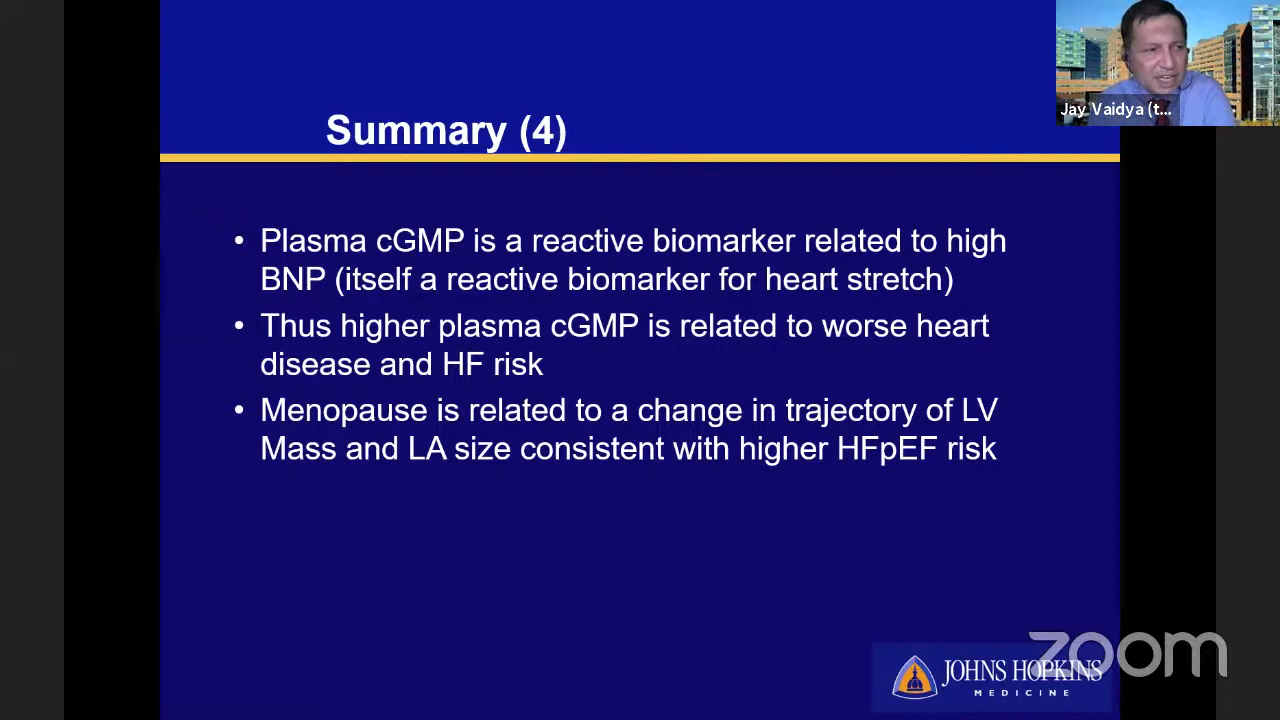 Jay Vaidya (t...
Summary (4)
• Plasma cGMP is a reactive biomarker related to high
BNP (itself a reactive biomarker for heart stretch)
• Thus higher plasma cGMP is related to worse heart
disease and HF risk
• Menopause is related to a change in trajectory of LV
Mass and LA size consistent with higher HFpEF risk
zoom
JOHNS HOPKINS
MEDICINE